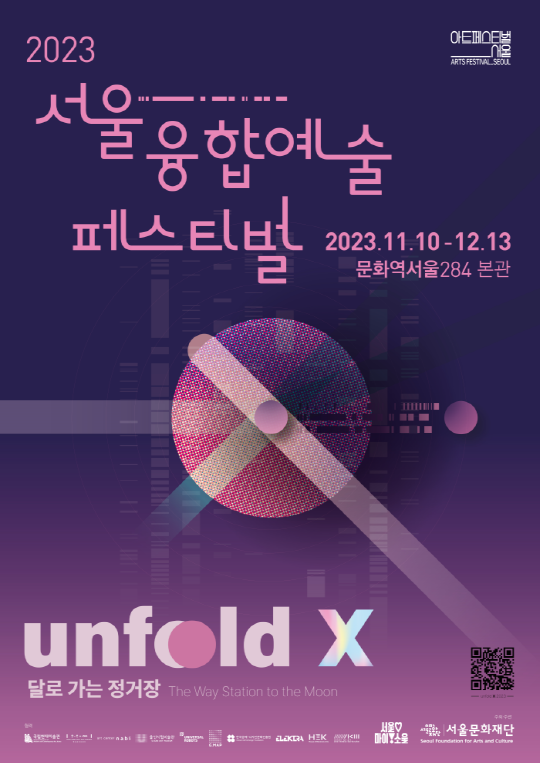 2023
아트페스티벌
서울
ARTS FESTIVAL_SEOUL
서울
융합예술
페스티벌
2023.11.10 - 12.13
문화역서울284 본관
unfold X
달로 가는 정거장 The Way Station to the Moon
서울♡
마이소울
서울문화재단
Seoul Foundation for Arts and Culture
nabi
ELEKTRA
HEK